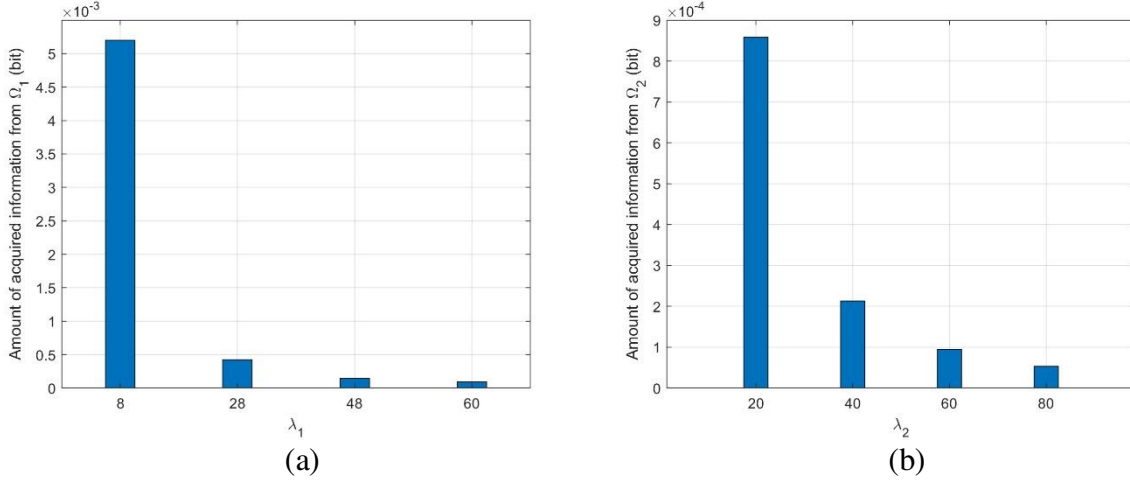 ×10⁻³
5
4.5
4
3.5
3
2.5
2
1.5
1
0.5
0
Amount of acquired information from Ω₁ (bit)
8 28 48 60
λ₁
(a)
×10⁻⁴
9
8
7
6
5
4
3
2
1
0
Amount of acquired information from Ω₂ (bit)
20 40 60 80
λ₂
(b)